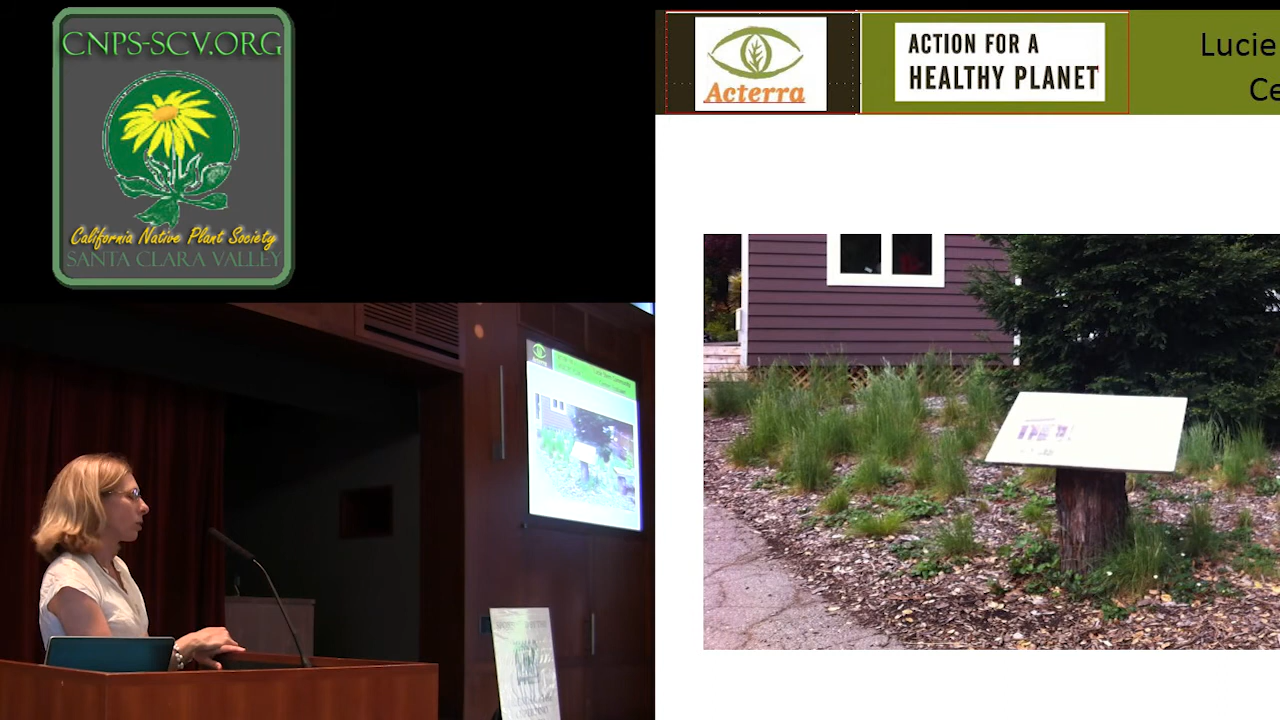 CNPS-SCV.ORG
California Native Plant Society
SANTA CLARA VALLEY
Acterra
ACTION FOR A
HEALTHY PLANET
Lucie
Ce